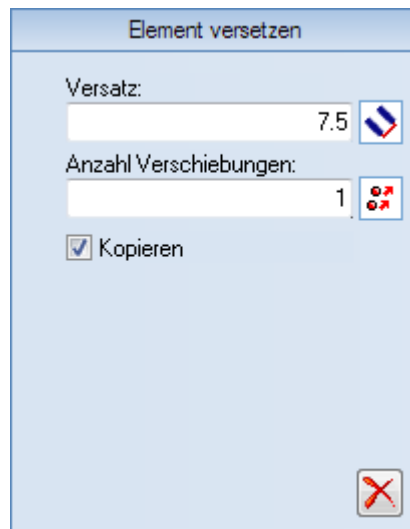 Element versetzen
Versatz:
7.5
Anzahl Verschiebungen:
1
Kopieren